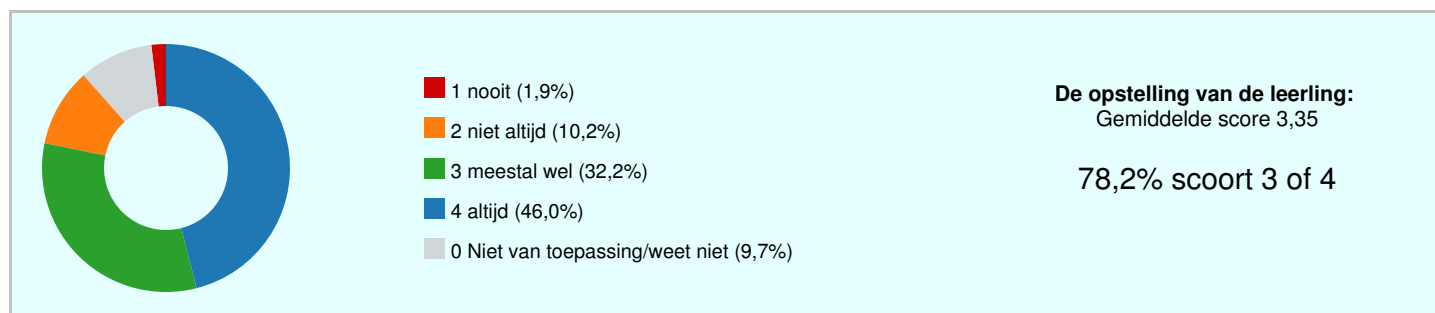 1 nooit (1,9%)
2 niet altijd (10,2%)
3 meestal wel (32,2%)
4 altijd (46,0%)
0 Niet van toepassing/weet niet (9,7%)
De opstelling van de leerling:
Gemiddelde score 3,35
78,2% scoort 3 of 4